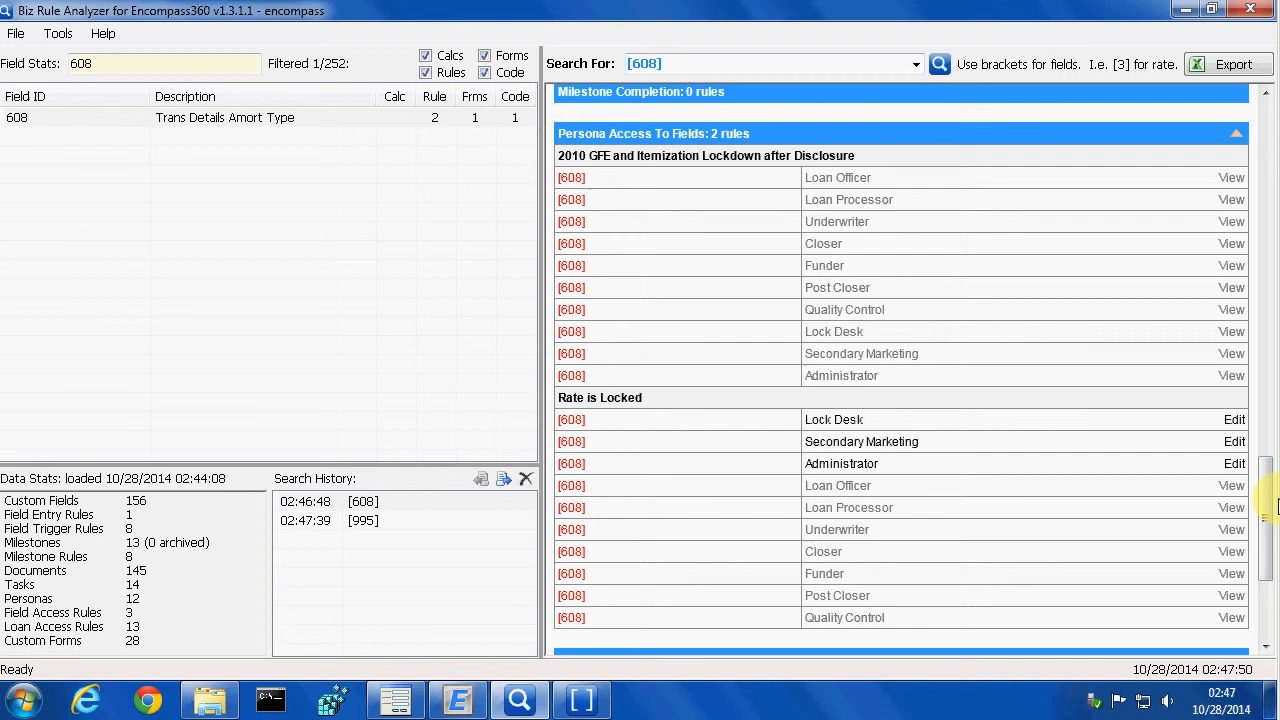 Biz Rule Analyzer for Encompass360 v1.3.1.1 - encompass
File Tools Help
Field Stats: 608 Filtered 1/252: Calcs Forms Rules Code
Search For: [608] Use brackets for fields. I.e. [3] for rate. Export
Field ID Description Calc Rule Frms Code
608 Trans Details Amort Type 2 1 1
Milestone Completion: 0 rules
Persona Access To Fields: 2 rules
2010 GFE and Itemization Lockdown after Disclosure
[608] Loan Officer View
[608] Loan Processor View
[608] Underwriter View
[608] Closer View
[608] Funder View
[608] Post Closer View
[608] Quality Control View
[608] Lock Desk View
[608] Secondary Marketing View
[608] Administrator View
Rate is Locked
[608] Lock Desk Edit
[608] Secondary Marketing Edit
[608] Administrator Edit
[608] Loan Officer View
[608] Loan Processor View
[608] Underwriter View
[608] Closer View
[608] Funder View
[608] Post Closer View
[608] Quality Control View
Data Stats: loaded 10/28/2014 02:44:08
Custom Fields 156
Field Entry Rules 1
Field Trigger Rules 8
Milestones 13 (0 archived)
Milestone Rules 8
Documents 145
Tasks 14
Personas 12
Field Access Rules 3
Loan Access Rules 13
Custom Forms 28
Search History:
02:46:48 [608]
02:47:39 [995]
Ready
10/28/2014 02:47:50
02:47
10/28/2014